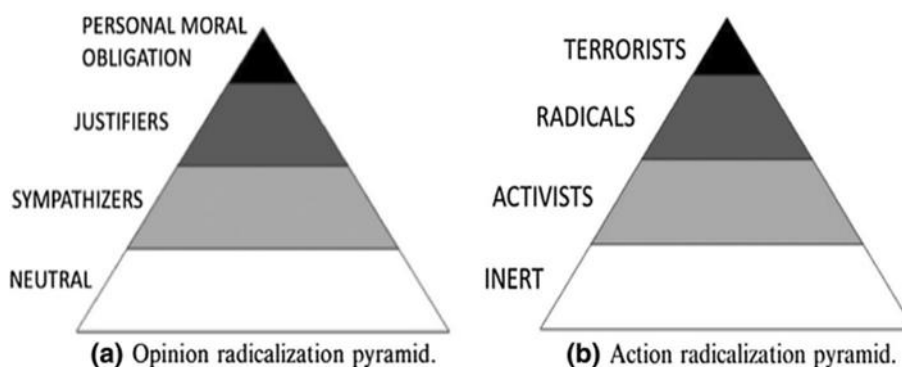 PERSONAL MORAL
OBLIGATION
JUSTIFIERS
SYMPATHIZERS
NEUTRAL
(a) Opinion radicalization pyramid.
TERRORISTS
RADICALS
ACTIVISTS
INERT
(b) Action radicalization pyramid.